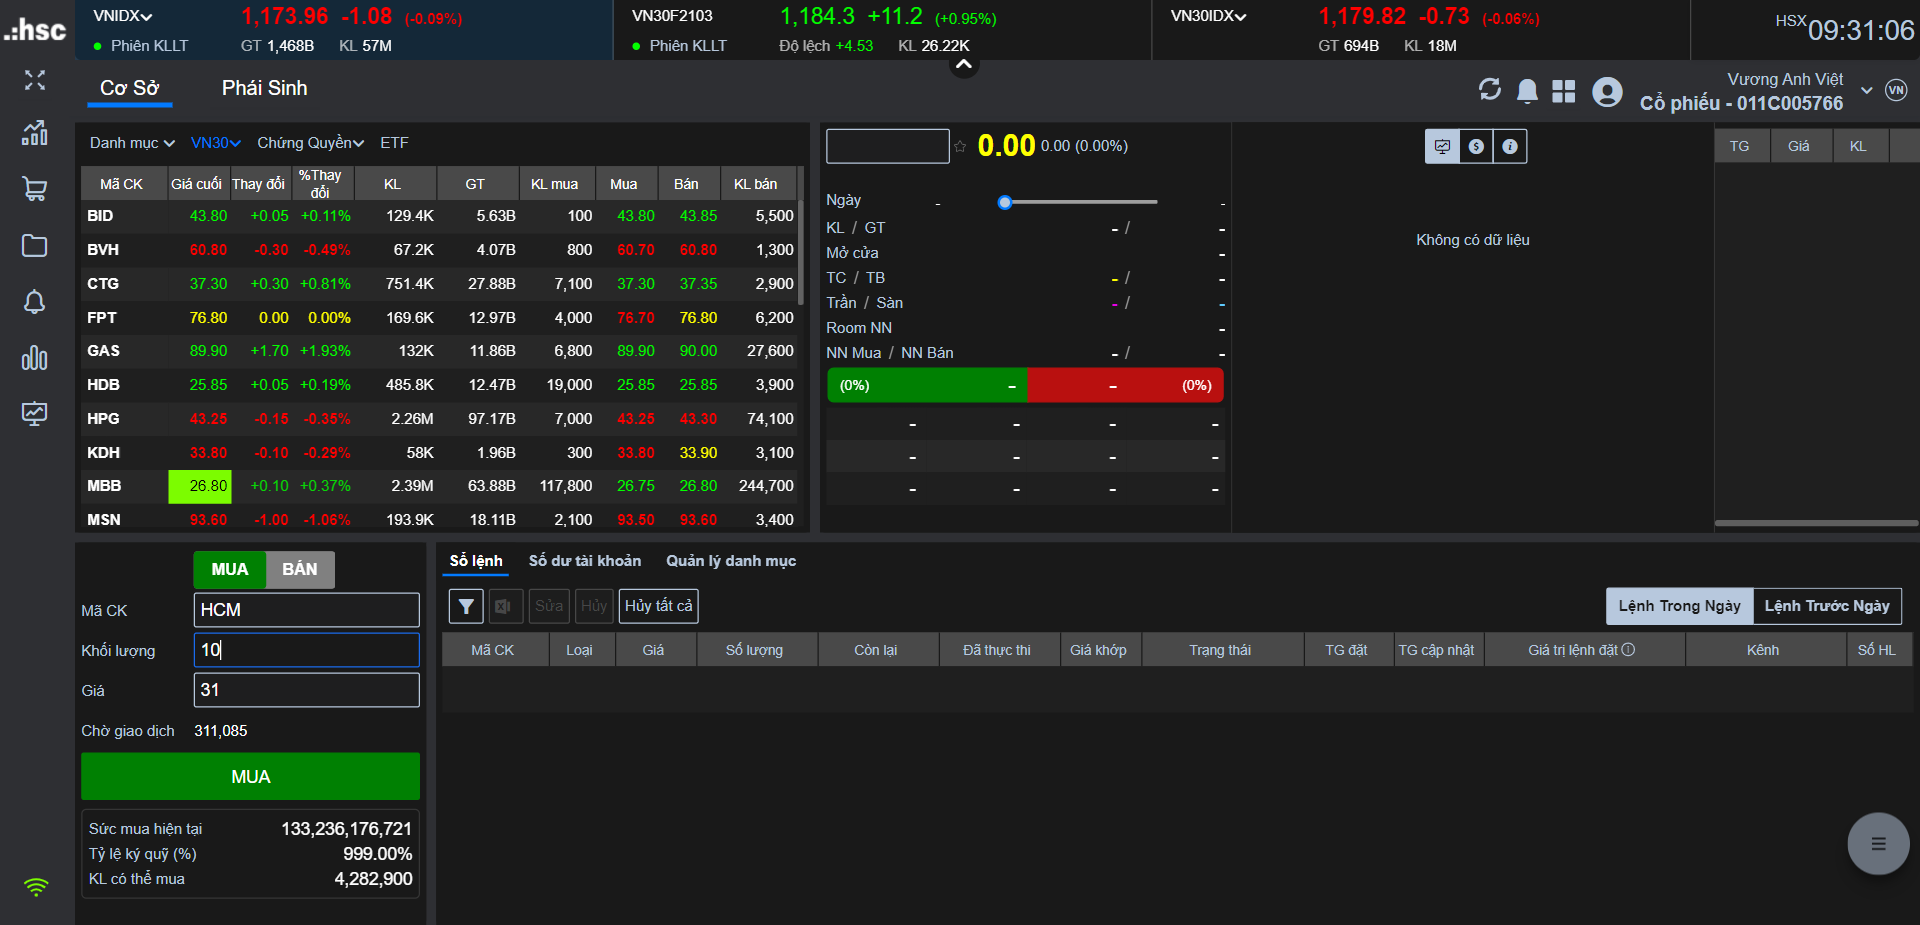 .:hsc
VNIDX 1,173.96 -1.08 (-0.09%)
Phiên KLLT GT 1,468B KL 57M
VN30F2103 1,184.3 +11.2 (+0.95%)
Phiên KLLT Độ lệch +4.53 KL 26.22K
VN30IDX 1,179.82 -0.73 (-0.06%)
GT 694B KL 18M
HSX 09:31:06
Cơ Sở Phái Sinh
Vương Anh Việt
Cổ phiếu - 011C005766
VN
Danh mục VN30 Chứng Quyền ETF
Mã CK Giá cuối Thay đổi %Thay đổi KL GT KL mua Mua Bán KL bán
BID 43.80 +0.05 +0.11% 129.4K 5.63B 100 43.80 43.85 5,500
BVH 60.80 -0.30 -0.49% 67.2K 4.07B 800 60.70 60.80 1,300
CTG 37.30 +0.30 +0.81% 751.4K 27.88B 7,100 37.30 37.35 2,900
FPT 76.80 0.00 0.00% 169.6K 12.97B 4,000 76.70 76.80 6,200
GAS 89.90 +1.70 +1.93% 132K 11.86B 6,800 89.90 90.00 27,600
HDB 25.85 +0.05 +0.19% 485.8K 12.47B 19,000 25.85 25.85 3,900
HPG 43.25 -0.15 -0.35% 2.26M 97.17B 7,000 43.25 43.30 74,100
KDH 33.80 -0.10 -0.29% 58K 1.96B 300 33.80 33.90 3,100
MBB 26.80 +0.10 +0.37% 2.39M 63.88B 117,800 26.75 26.80 244,700
MSN 93.60 -1.00 -1.06% 193.9K 18.11B 2,100 93.50 93.60 3,400
0.00 0.00 (0.00%)
Ngày - -
KL / GT - / -
Mở cửa -
TC / TB - / -
Trần / Sàn - / -
Room NN -
NN Mua / NN Bán - / -
(0%) - - (0%)
- - - -
- - - -
- - - -
Không có dữ liệu
TG Giá KL
MUA BÁN
Mã CK HCM
Khối lượng 10
Giá 31
Chờ giao dịch 311,085
MUA
Sức mua hiện tại 133,236,176,721
Tỷ lệ ký quỹ (%) 999.00%
KL có thể mua 4,282,900
Sổ lệnh Số dư tài khoản Quản lý danh mục
Sửa Hủy Hủy tất cả
Lệnh Trong Ngày Lệnh Trước Ngày
Mã CK Loại Giá Số lượng Còn lại Đã thực thi Giá khớp Trạng thái TG đặt TG cập nhật Giá trị lệnh đặt Kênh Số HL